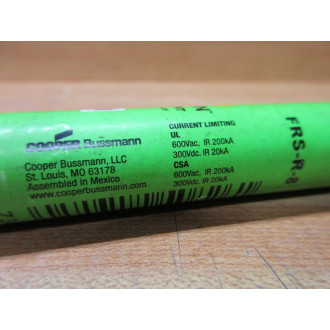 COOPER Bussmann
Cooper Bussmann, LLC
St. Louis, MO 63178
Assembled in Mexico
www.cooperbussmann.com
CURRENT LIMITING
UL
600Vac, IR 200kA
300Vdc, IR 20kA
CSA
600Vac, IR 200kA
300Vdc, IR 20kA
FRS-R-8